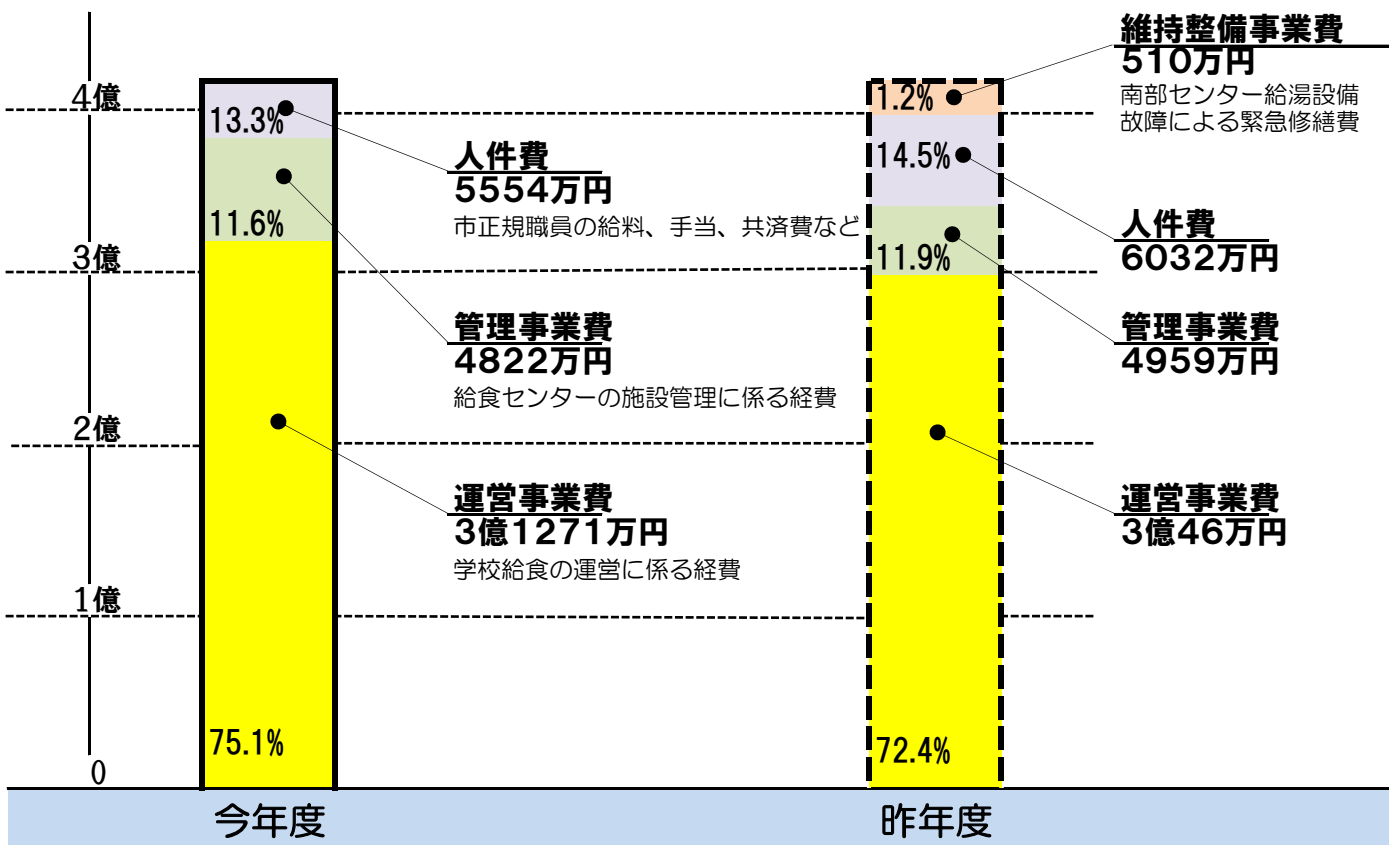 4億
3億
2億
1億
0
13.3%
11.6%
75.1%
人件費
5554万円
市正規職員の給料、手当、共済費など
管理事業費
4822万円
給食センターの施設管理に係る経費
運営事業費
3億1271万円
学校給食の運営に係る経費
1.2%
14.5%
11.9%
72.4%
維持整備事業費
510万円
南部センター給湯設備
故障による緊急修繕費
人件費
6032万円
管理事業費
4959万円
運営事業費
3億46万円
今年度
昨年度